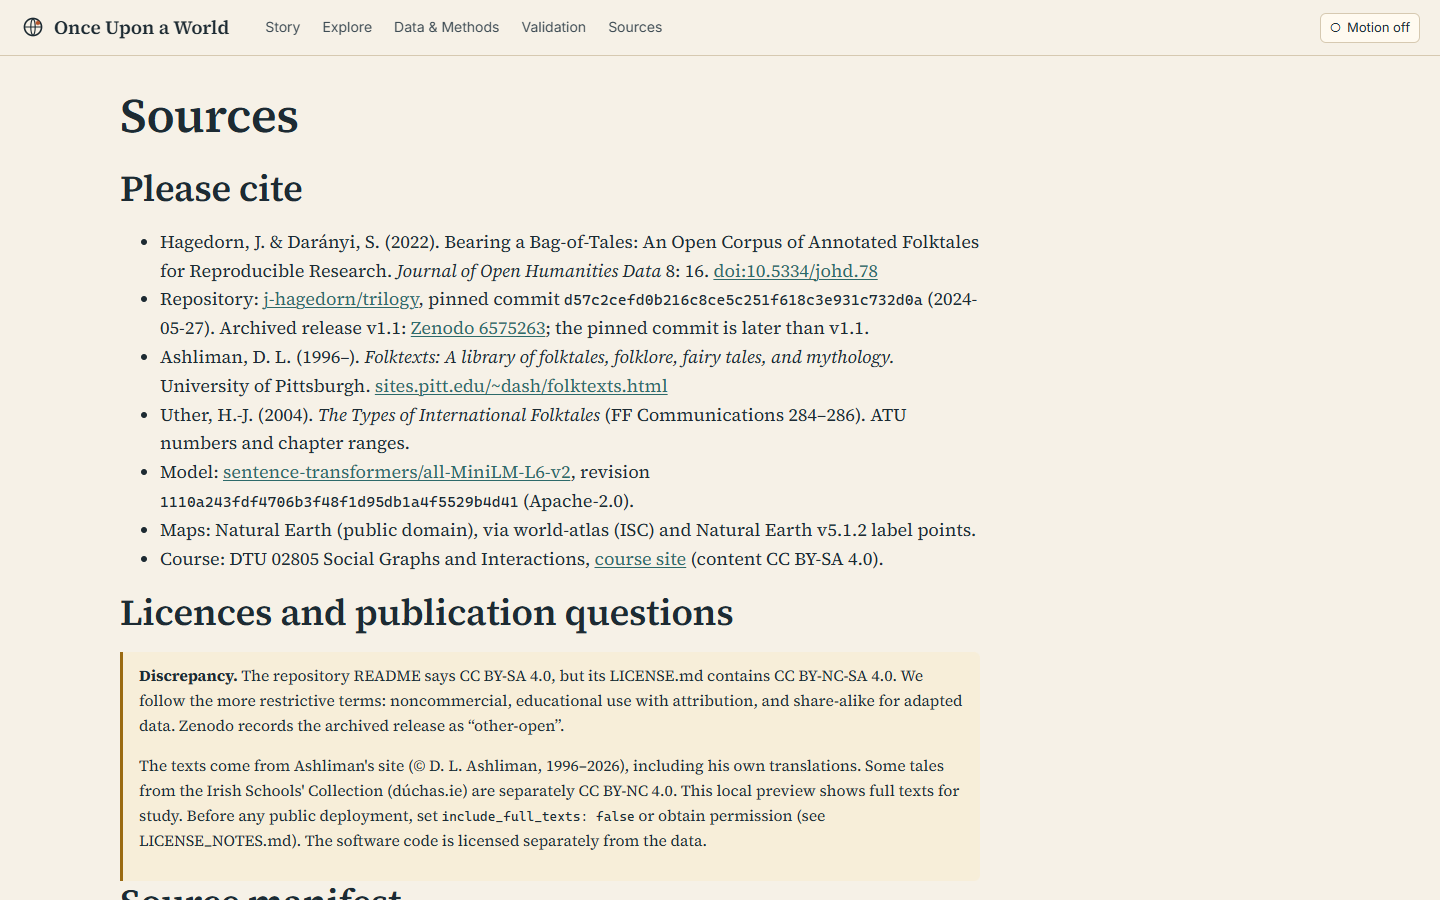 Once Upon a World
Story
Explore
Data & Methods
Validation
Sources
Motion off
Sources
Please cite
Hagedorn, J. & Darányi, S. (2022). Bearing a Bag-of-Tales: An Open Corpus of Annotated Folktales
for Reproducible Research. Journal of Open Humanities Data 8: 16. doi:10.5334/johd.78
Repository: j-hagedorn/trilogy, pinned commit d57c2cefd0b216c8ce5c251f618c3e931c732d0a (2024-
05-27). Archived release v1.1: Zenodo 6575263; the pinned commit is later than v1.1.
Ashliman, D. L. (1996–). Folktexts: A library of folktales, folklore, fairy tales, and mythology.
University of Pittsburgh. sites.pitt.edu/~dash/folktexts.html
Uther, H.-J. (2004). The Types of International Folktales (FF Communications 284–286). ATU
numbers and chapter ranges.
Model: sentence-transformers/all-MiniLM-L6-v2, revision
1110a243fdf4706b3f48f1d95db1a4f5529b4d41 (Apache-2.0).
Maps: Natural Earth (public domain), via world-atlas (ISC) and Natural Earth v5.1.2 label points.
Course: DTU 02805 Social Graphs and Interactions, course site (content CC BY-SA 4.0).
Licences and publication questions
Discrepancy. The repository README says CC BY-SA 4.0, but its LICENSE.md contains CC BY-NC-SA 4.0. We
follow the more restrictive terms: noncommercial, educational use with attribution, and share-alike for adapted
data. Zenodo records the archived release as “other-open”.
The texts come from Ashliman's site (© D. L. Ashliman, 1996–2026), including his own translations. Some tales
from the Irish Schools' Collection (dúchas.ie) are separately CC BY-NC 4.0. This local preview shows full texts for
study. Before any public deployment, set include_full_texts: false or obtain permission (see
LICENSE_NOTES.md). The software code is licensed separately from the data.
Source manifest